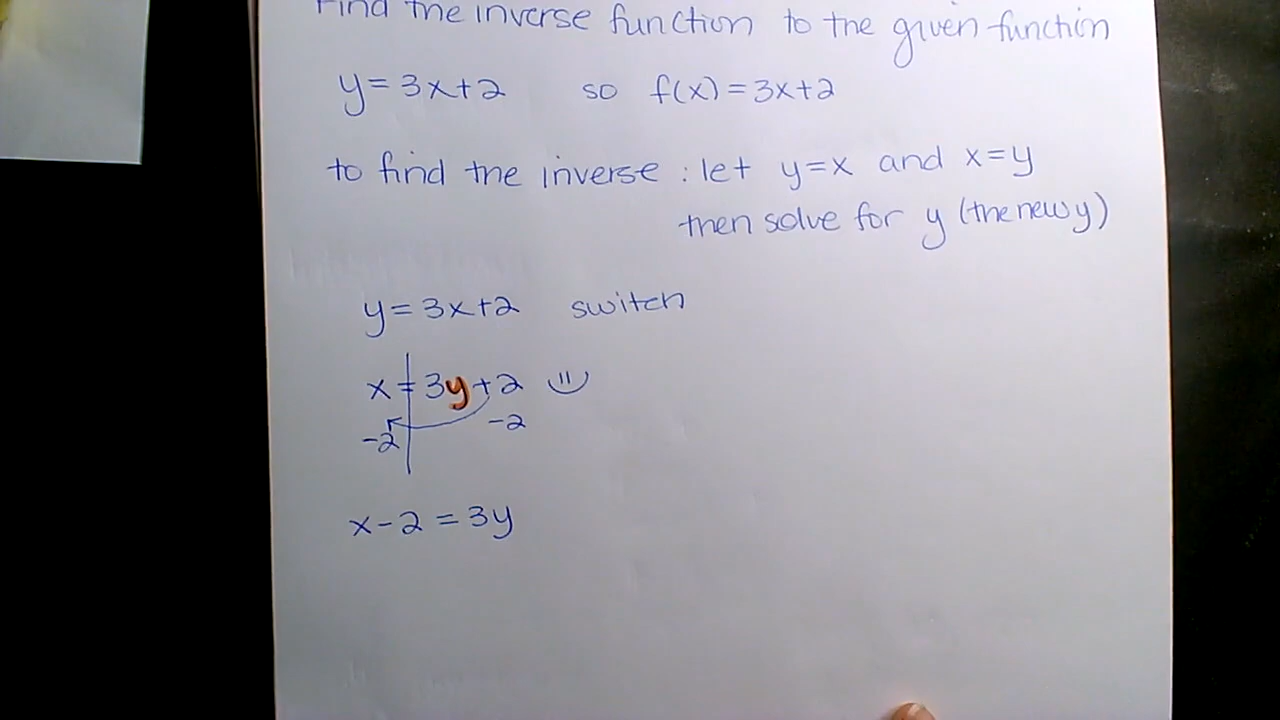 Find the inverse function to the given function
y=3x+2 so f(x)=3x+2
to find the inverse : let y=x and x=y
then solve for y (the new y)
y=3x+2 switch
x=3y+2
-2 -2
x-2=3y